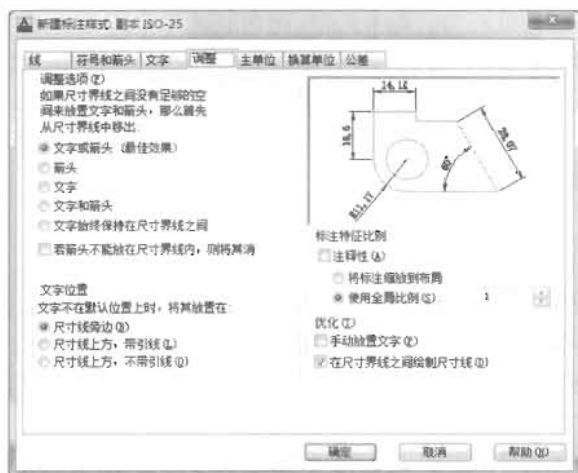 新建标注样式: 副本 ISO-25
线 符号和箭头 文字 调整 主单位 换算单位 公差
调整选项(F)
如果尺寸界线之间没有足够的空
间来放置文字和箭头，那么首先
从尺寸界线中移出:
文字或箭头 (最佳效果)
箭头
文字
文字和箭头
文字始终保持在尺寸界线之间
若箭头不能放在尺寸界线内，则将其消
文字位置
文字不在默认位置上时，将其放置在:
尺寸线旁边(B)
尺寸线上方，带引线(L)
尺寸线上方，不带引线(O)
14,12
16,6
28,07
60°
R11,17
标注特征比例
注释性(A)
将标注缩放到布局
使用全局比例(S): 1
优化(T)
手动放置文字(P)
在尺寸界线之间绘制尺寸线(D)
确定 取消 帮助(H)